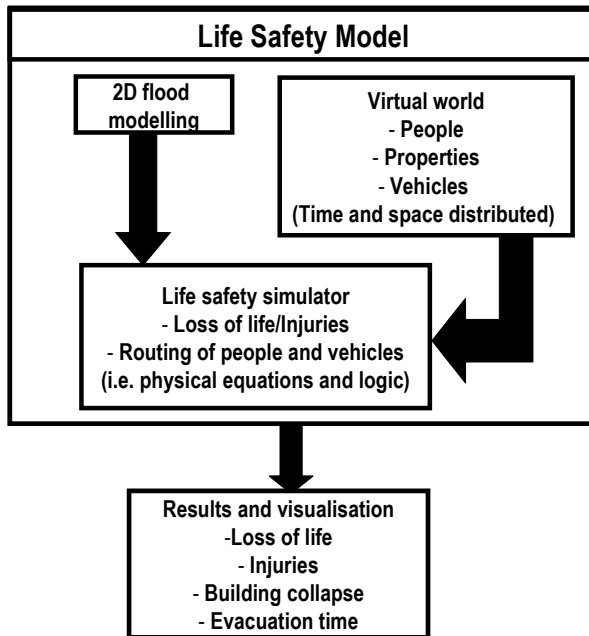 Life Safety Model
2D flood
modelling
Virtual world
- People
- Properties
- Vehicles
(Time and space distributed)
Life safety simulator
- Loss of life/Injuries
- Routing of people and vehicles
(i.e. physical equations and logic)
Results and visualisation
-Loss of life
- Injuries
- Building collapse
- Evacuation time